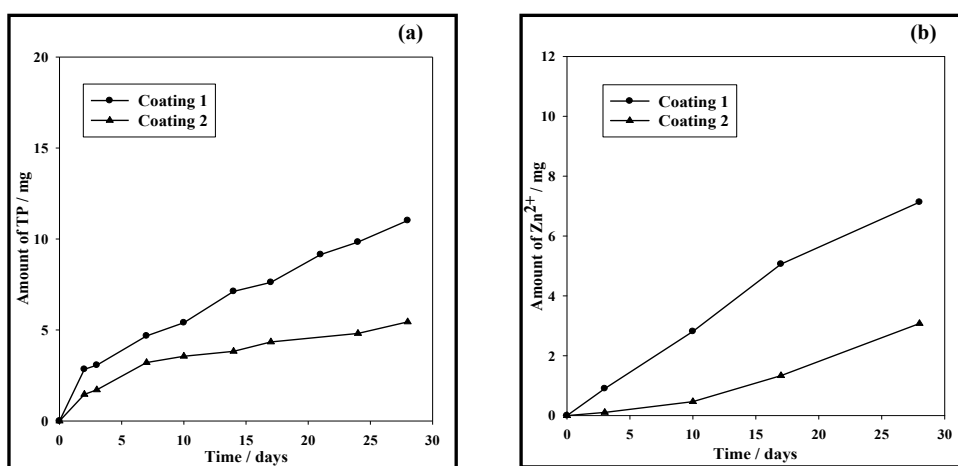 (a)
20
15
10
5
0
Amount of TP / mg
Coating 1
Coating 2
0 5 10 15 20 25 30
Time / days
(b)
12
10
8
6
4
2
0
Amount of Zn2+ / mg
Coating 1
Coating 2
0 5 10 15 20 25 30
Time / days